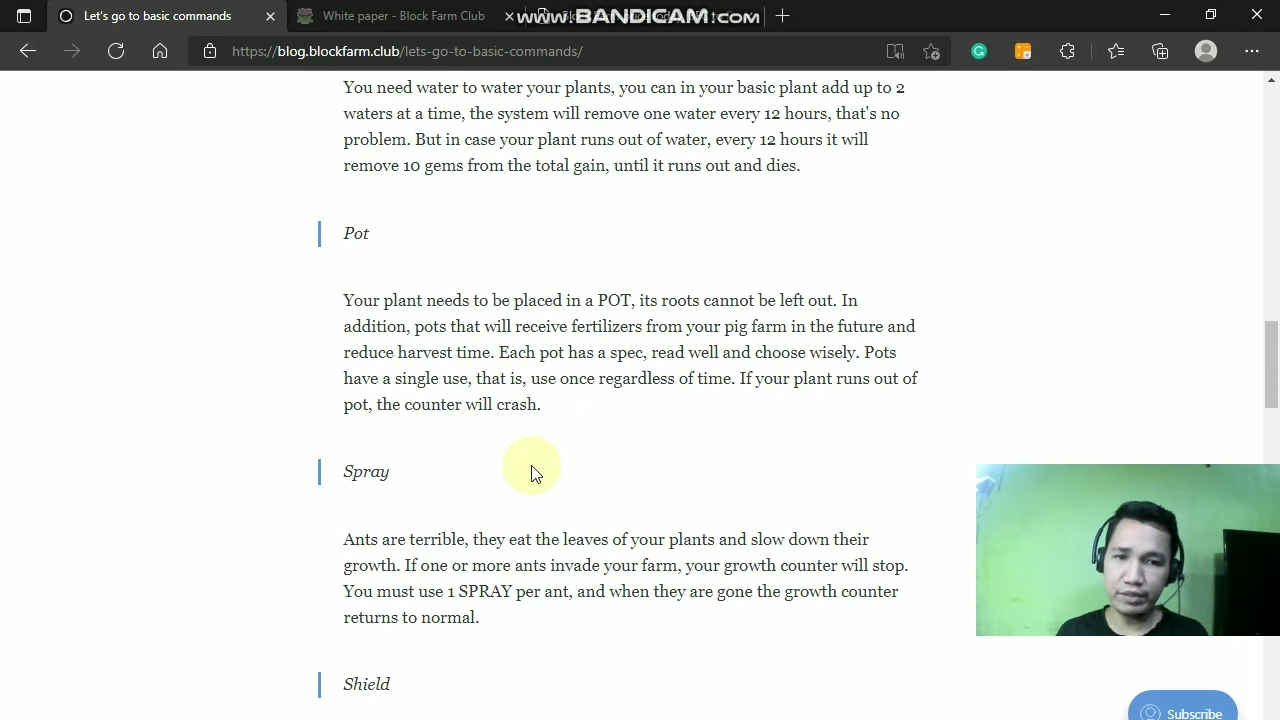 Let's go to basic commands
White paper - Block Farm Club
www.BANDICAM.com
https://blog.blockfarm.club/lets-go-to-basic-commands/
You need water to water your plants, you can in your basic plant add up to 2
waters at a time, the system will remove one water every 12 hours, that's no
problem. But in case your plant runs out of water, every 12 hours it will
remove 10 gems from the total gain, until it runs out and dies.
Pot
Your plant needs to be placed in a POT, its roots cannot be left out. In
addition, pots that will receive fertilizers from your pig farm in the future and
reduce harvest time. Each pot has a spec, read well and choose wisely. Pots
have a single use, that is, use once regardless of time. If your plant runs out of
pot, the counter will crash.
Spray
Ants are terrible, they eat the leaves of your plants and slow down their
growth. If one or more ants invade your farm, your growth counter will stop.
You must use 1 SPRAY per ant, and when they are gone the growth counter
returns to normal.
Shield
Subscribe